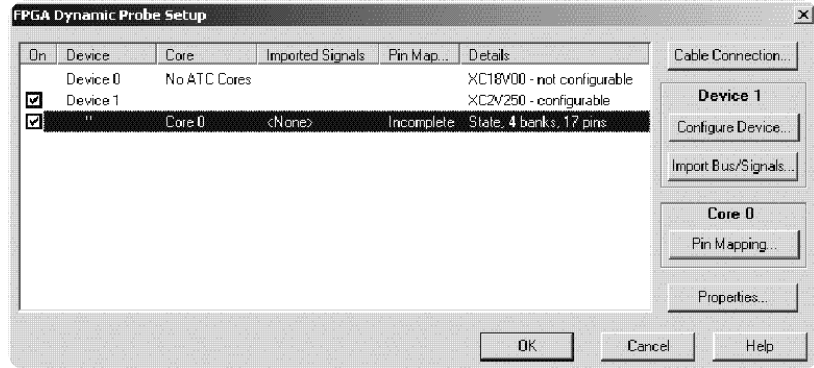 FPGA Dynamic Probe Setup
On Device Core Imported Signals Pin Map... Details
Device 0 No ATC Cores XC18V00 - not configurable
Device 1 XC2V250 - configurable
" Core 0 <None> Incomplete State, 4 banks, 17 pins
Cable Connection...
Device 1
Configure Device...
Import Bus/Signals...
Core 0
Pin Mapping...
Properties...
OK Cancel Help